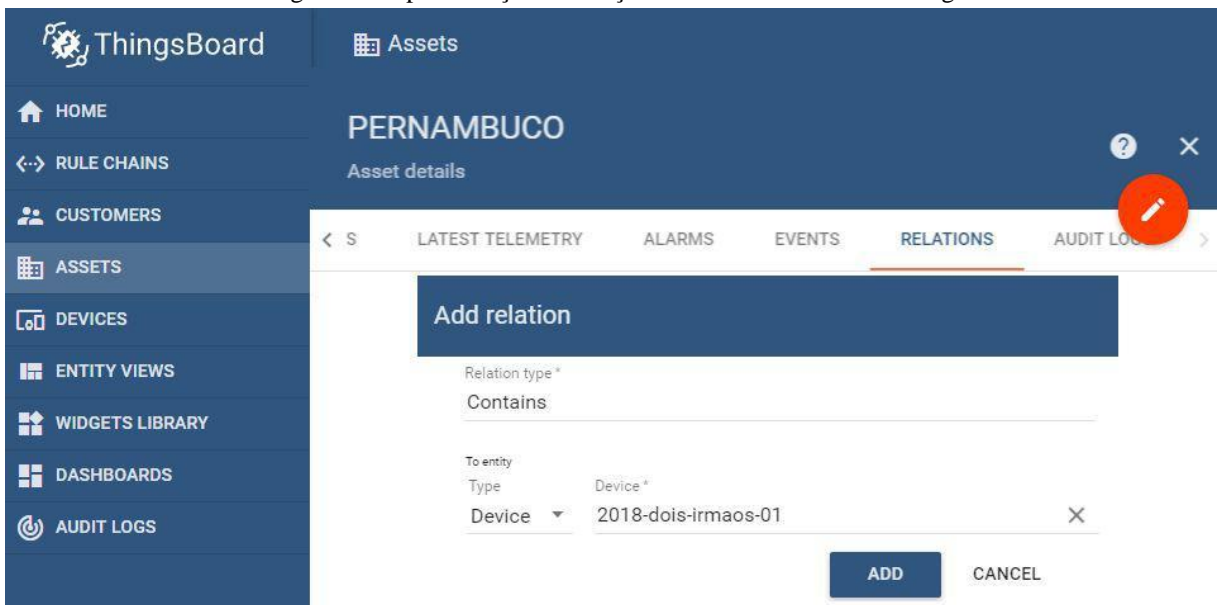 ThingsBoard
Assets
HOME
RULE CHAINS
CUSTOMERS
ASSETS
DEVICES
ENTITY VIEWS
WIDGETS LIBRARY
DASHBOARDS
AUDIT LOGS
PERNAMBUCO
Asset details
S LATEST TELEMETRY ALARMS EVENTS RELATIONS AUDIT
Add relation
Relation type *
Contains
To entity
Type Device *
Device 2018-dois-irmaos-01
ADD CANCEL